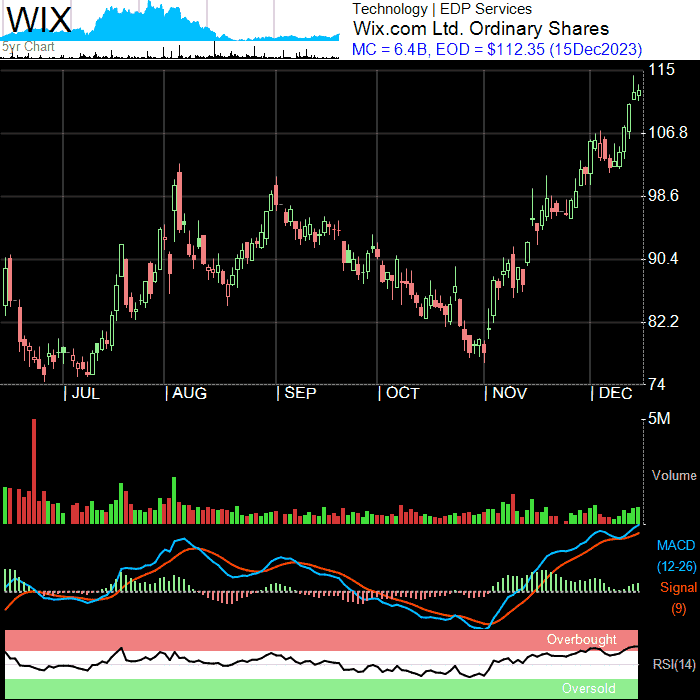 WIX
5yr Chart
Technology | EDP Services
Wix.com Ltd. Ordinary Shares
MC = 6.4B, EOD = $112.35 (15Dec2023)
115
106.8
98.6
90.4
82.2
74
| JUL | AUG | SEP | OCT | NOV | DEC
5M
Volume
MACD
(12-26)
Signal
(9)
Overbought
RSI(14)
Oversold